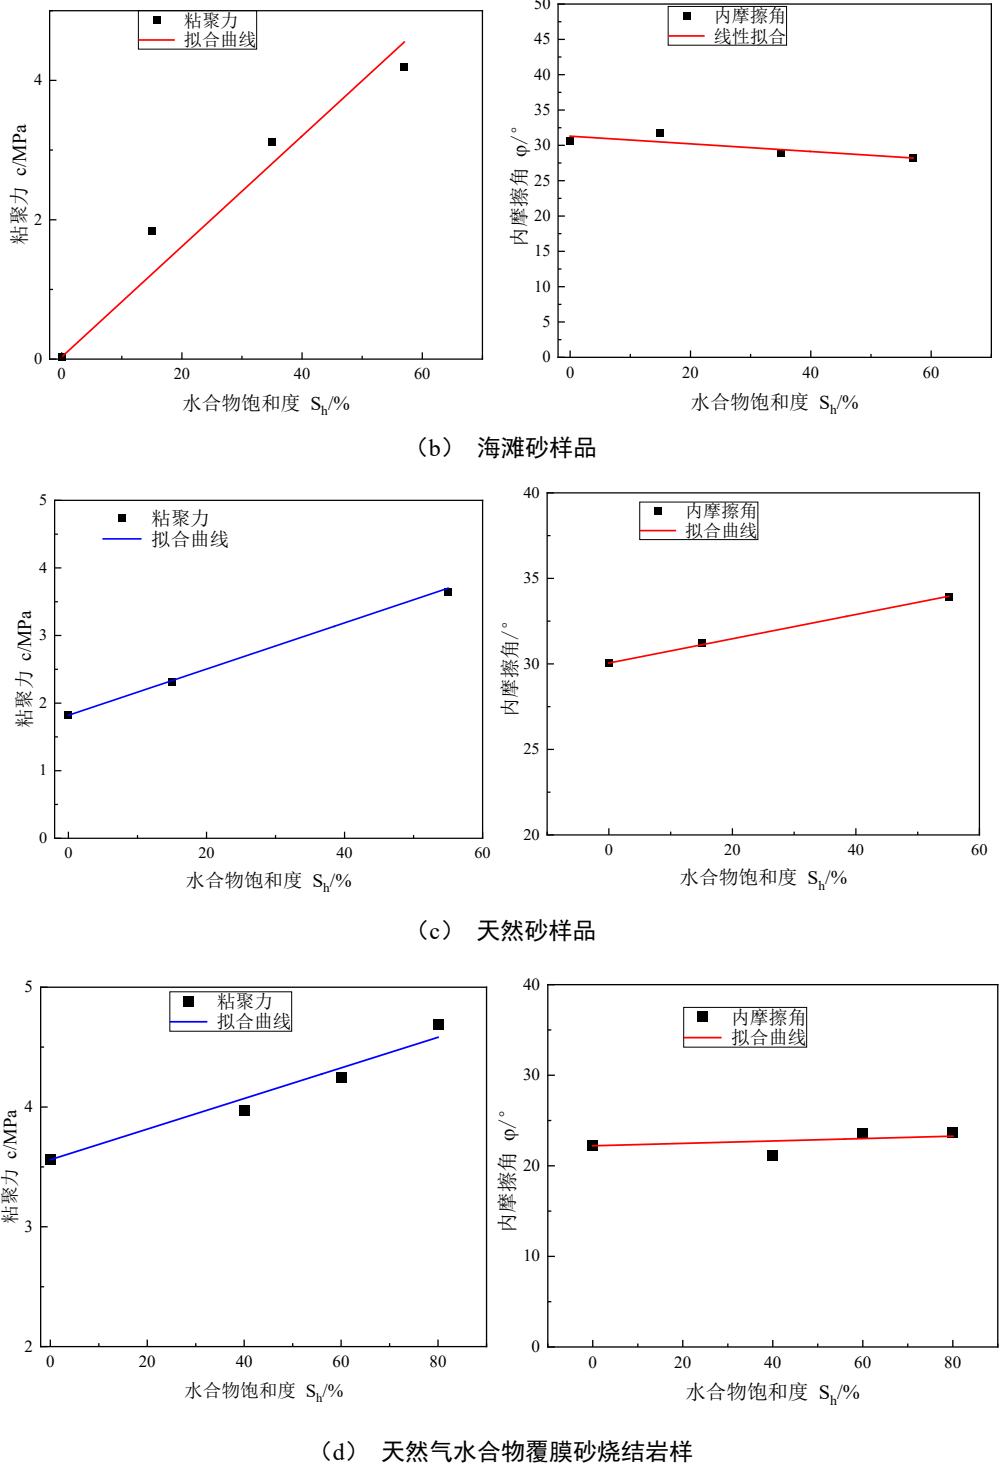 粘聚力
拟合曲线
4
2
0
粘聚力 c/MPa
0 20 40 60
水合物饱和度 Sh/%
内摩擦角
线性拟合
50
45
40
35
30
25
20
15
10
5
0
内摩擦角 φ/°
0 20 40 60
水合物饱和度 Sh/%
（b） 海滩砂样品
粘聚力
拟合曲线
5
4
3
2
1
0
粘聚力 c/MPa
0 20 40 60
水合物饱和度 Sh/%
内摩擦角
拟合曲线
40
35
30
25
20
内摩擦角/°
0 20 40 60
水合物饱和度 Sh/%
（c） 天然砂样品
粘聚力
拟合曲线
5
4
3
2
粘聚力 c/MPa
0 20 40 60 80
水合物饱和度 Sh/%
内摩擦角
拟合曲线
40
30
20
10
0
内摩擦角 φ/°
0 20 40 60 80
水合物饱和度 Sh/%
（d） 天然气水合物覆膜砂烧结岩样